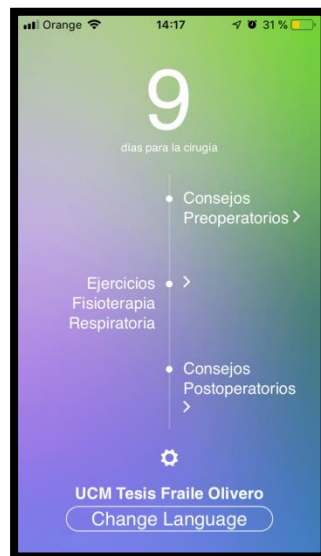 Orange 14:17 31 %
9
dias para la cirugía
Consejos
Preoperatorios >
Ejercicios >
Fisioterapia
Respiratoria
Consejos
Postoperatorios
>
UCM Tesis Fraile Olivero
Change Language